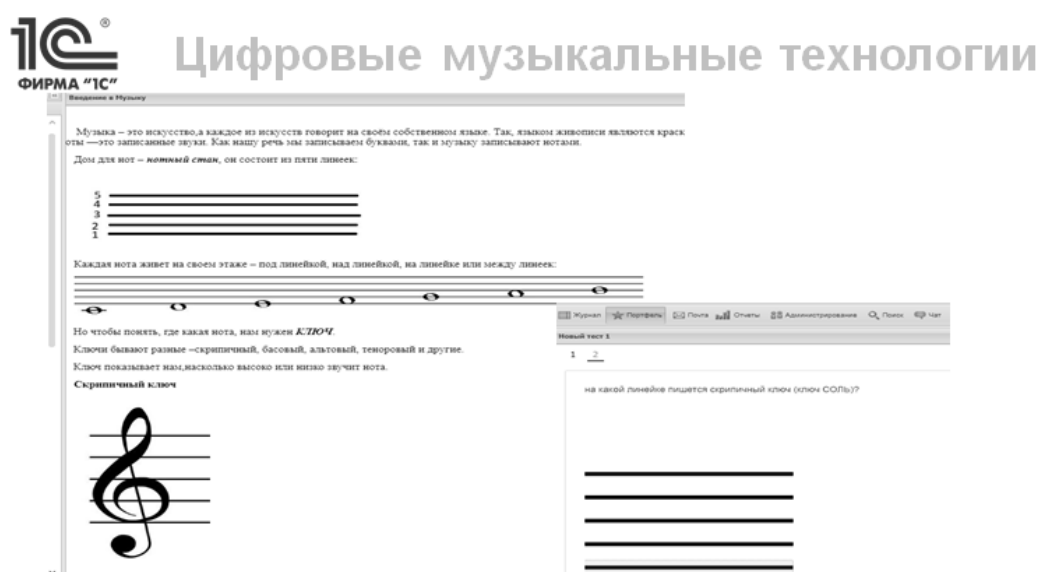 1С®
ФИРМА "1С"
Цифровые музыкальные технологии
Введение в Музыку
Музыка – это искусство,а каждое из искусств говорит на своём собственном языке. Так, языком живописи являются краск
оты —это записанные звуки. Как нашу речь мы записываем буквами, так и музыку записывают нотами.
Дом для нот – нотный стан, он состоит из пяти линеек:
5
4
3
2
1
Каждая нота живет на своем этаже – под линейкой, над линейкой, на линейке или между линеек:
Но чтобы понять, где какая нота, нам нужен КЛЮЧ.
Ключи бывают разные –скрипичный, басовый, альтовый, теноровый и другие.
Ключ показывает нам,насколько высоко или низко звучит нота.
Скрипичный ключ
Журнал Портфель Почта Отчеты Администрирование Поиск Чат
Новый тест 1
1 2
на какой линейке пишется скрипичный ключ (ключ СОЛЬ)?